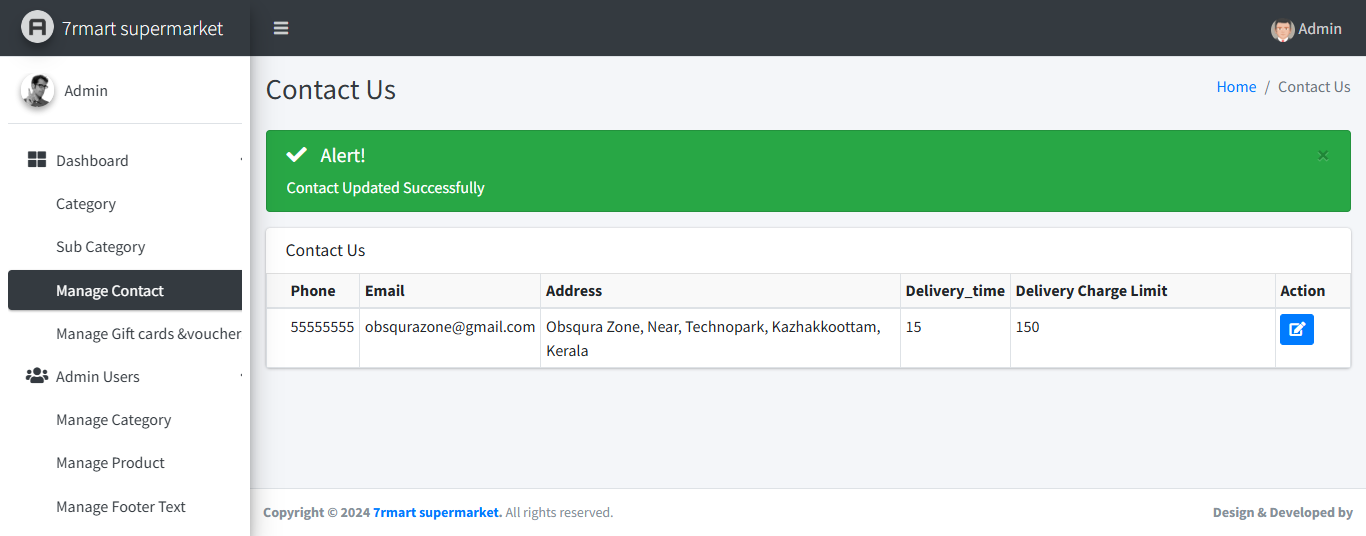 7rmart supermarket
Admin
Admin
Contact Us
Home / Contact Us
Alert!
×
Contact Updated Successfully
Dashboard
Category
Sub Category
Manage Contact
Manage Gift cards &voucher
Admin Users
Manage Category
Manage Product
Manage Footer Text
Contact Us
Phone Email Address Delivery_time Delivery Charge Limit Action
55555555 obsqurazone@gmail.com Obsqura Zone, Near, Technopark, Kazhakkoottam, 15 150
Kerala
Copyright © 2024 7rmart supermarket. All rights reserved.
Design & Developed by